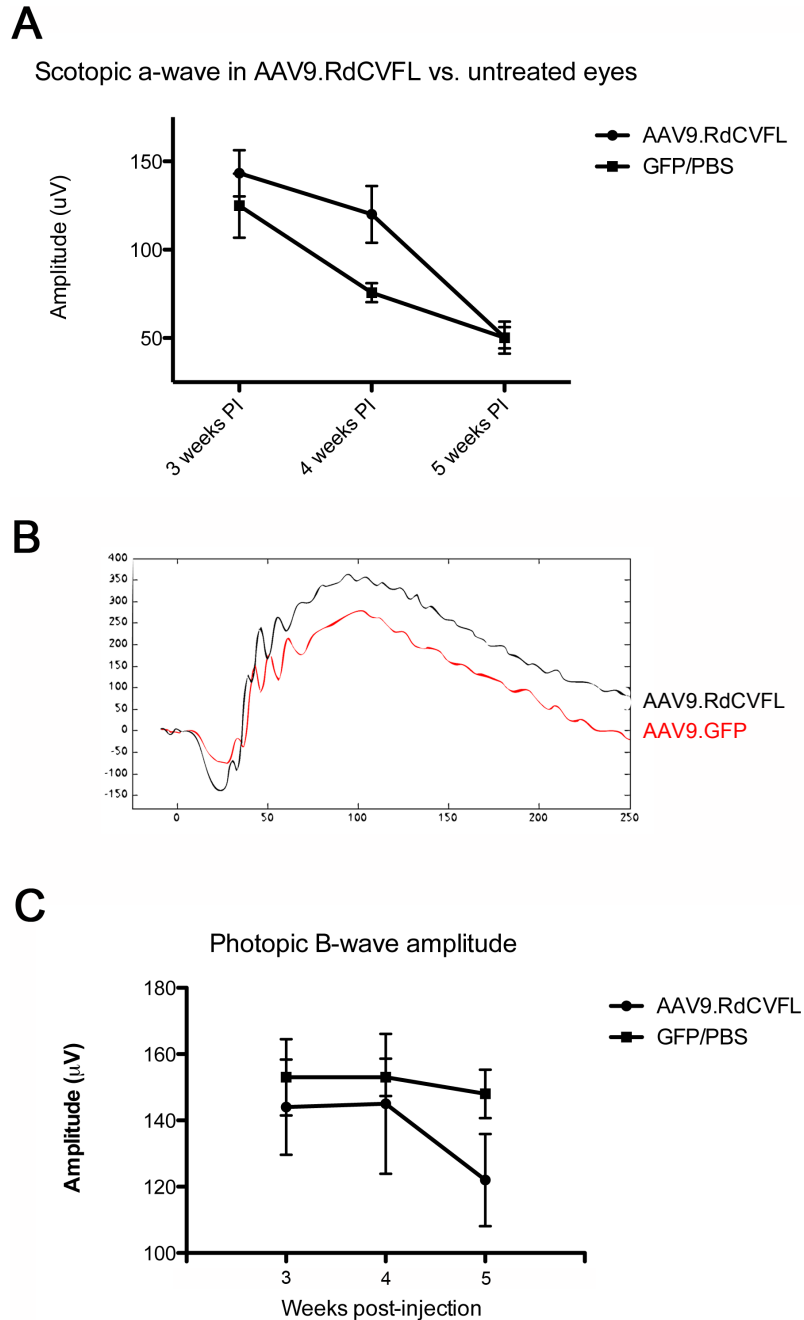 A
Scotopic a-wave in AAV9.RdCVFL vs. untreated eyes
AAV9.RdCVFL
GFP/PBS
Amplitude (uV)
150
100
50
3 weeks PI
4 weeks PI
5 weeks PI
B
400
350
300
250
200
150
100
50
0
-50
-100
-150
0
50
100
150
200
250
AAV9.RdCVFL
AAV9.GFP
C
Photopic B-wave amplitude
AAV9.RdCVFL
GFP/PBS
Amplitude (μV)
180
160
140
120
100
3
4
5
Weeks post-injection